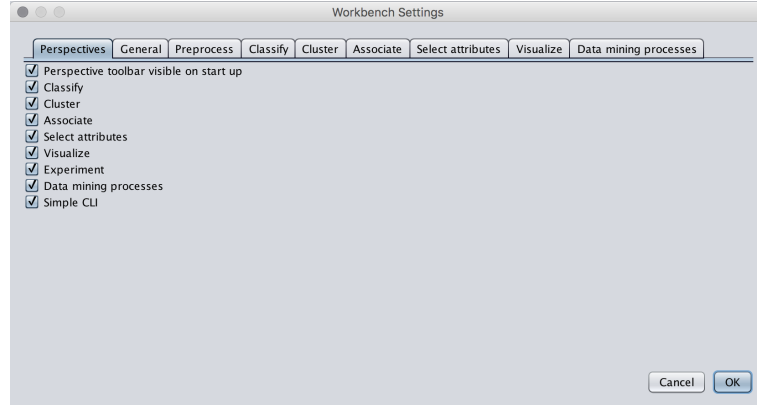 Workbench Settings
Perspectives General Preprocess Classify Cluster Associate Select attributes Visualize Data mining processes
Perspective toolbar visible on start up
Classify
Cluster
Associate
Select attributes
Visualize
Experiment
Data mining processes
Simple CLI
Cancel OK